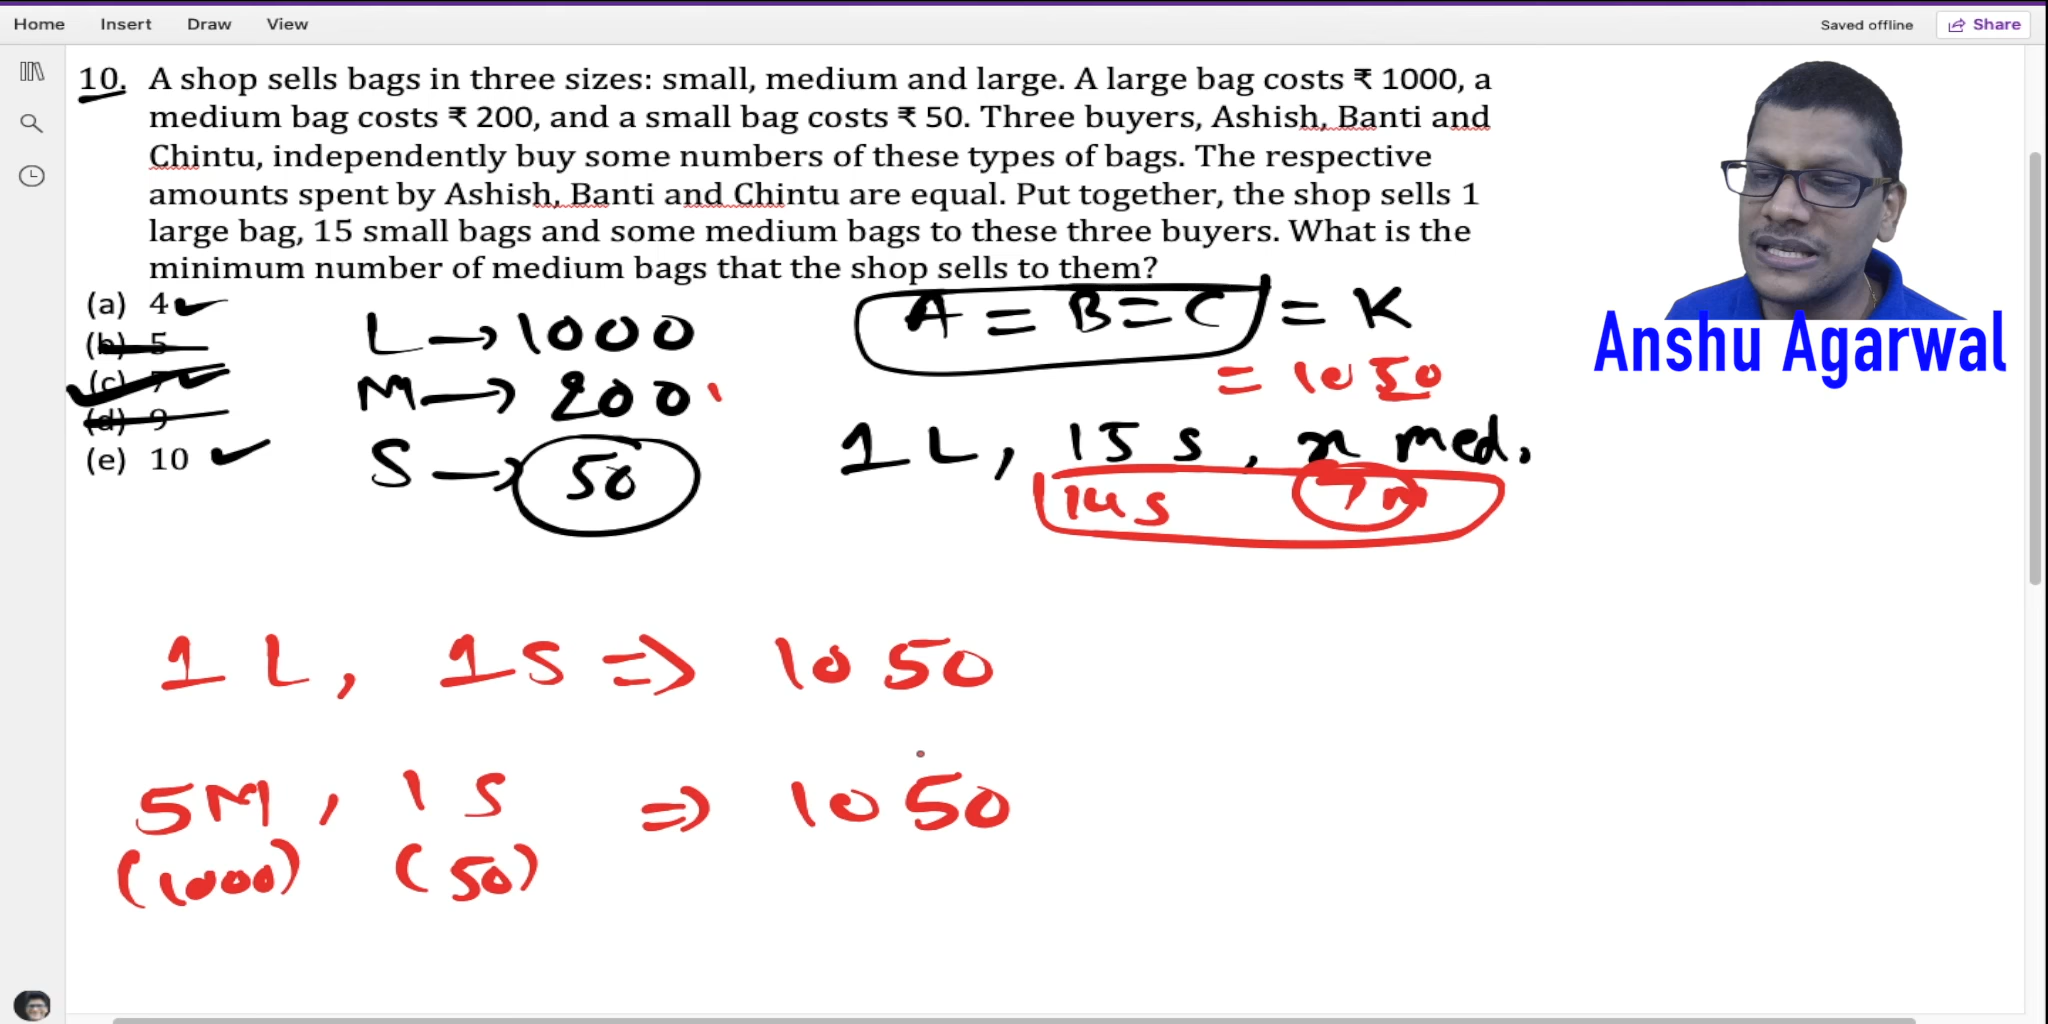 Home Insert Draw View Saved offline Share
10. A shop sells bags in three sizes: small, medium and large. A large bag costs ₹ 1000, a
medium bag costs ₹ 200, and a small bag costs ₹ 50. Three buyers, Ashish, Banti and
Chintu, independently buy some numbers of these types of bags. The respective
amounts spent by Ashish, Banti and Chintu are equal. Put together, the shop sells 1
large bag, 15 small bags and some medium bags to these three buyers. What is the
minimum number of medium bags that the shop sells to them?
(a) 4
(b) 5
(c) 7
(d) 9
(e) 10
L → 1000
M → 200
S → 50
A = B = C = K
= 1050
1 L, 15 S, x med.
14 S 7 m
1 L, 1 S ⇒ 1050
5 M, 1 S ⇒ 1050
(1000) (50)
Anshu Agarwal